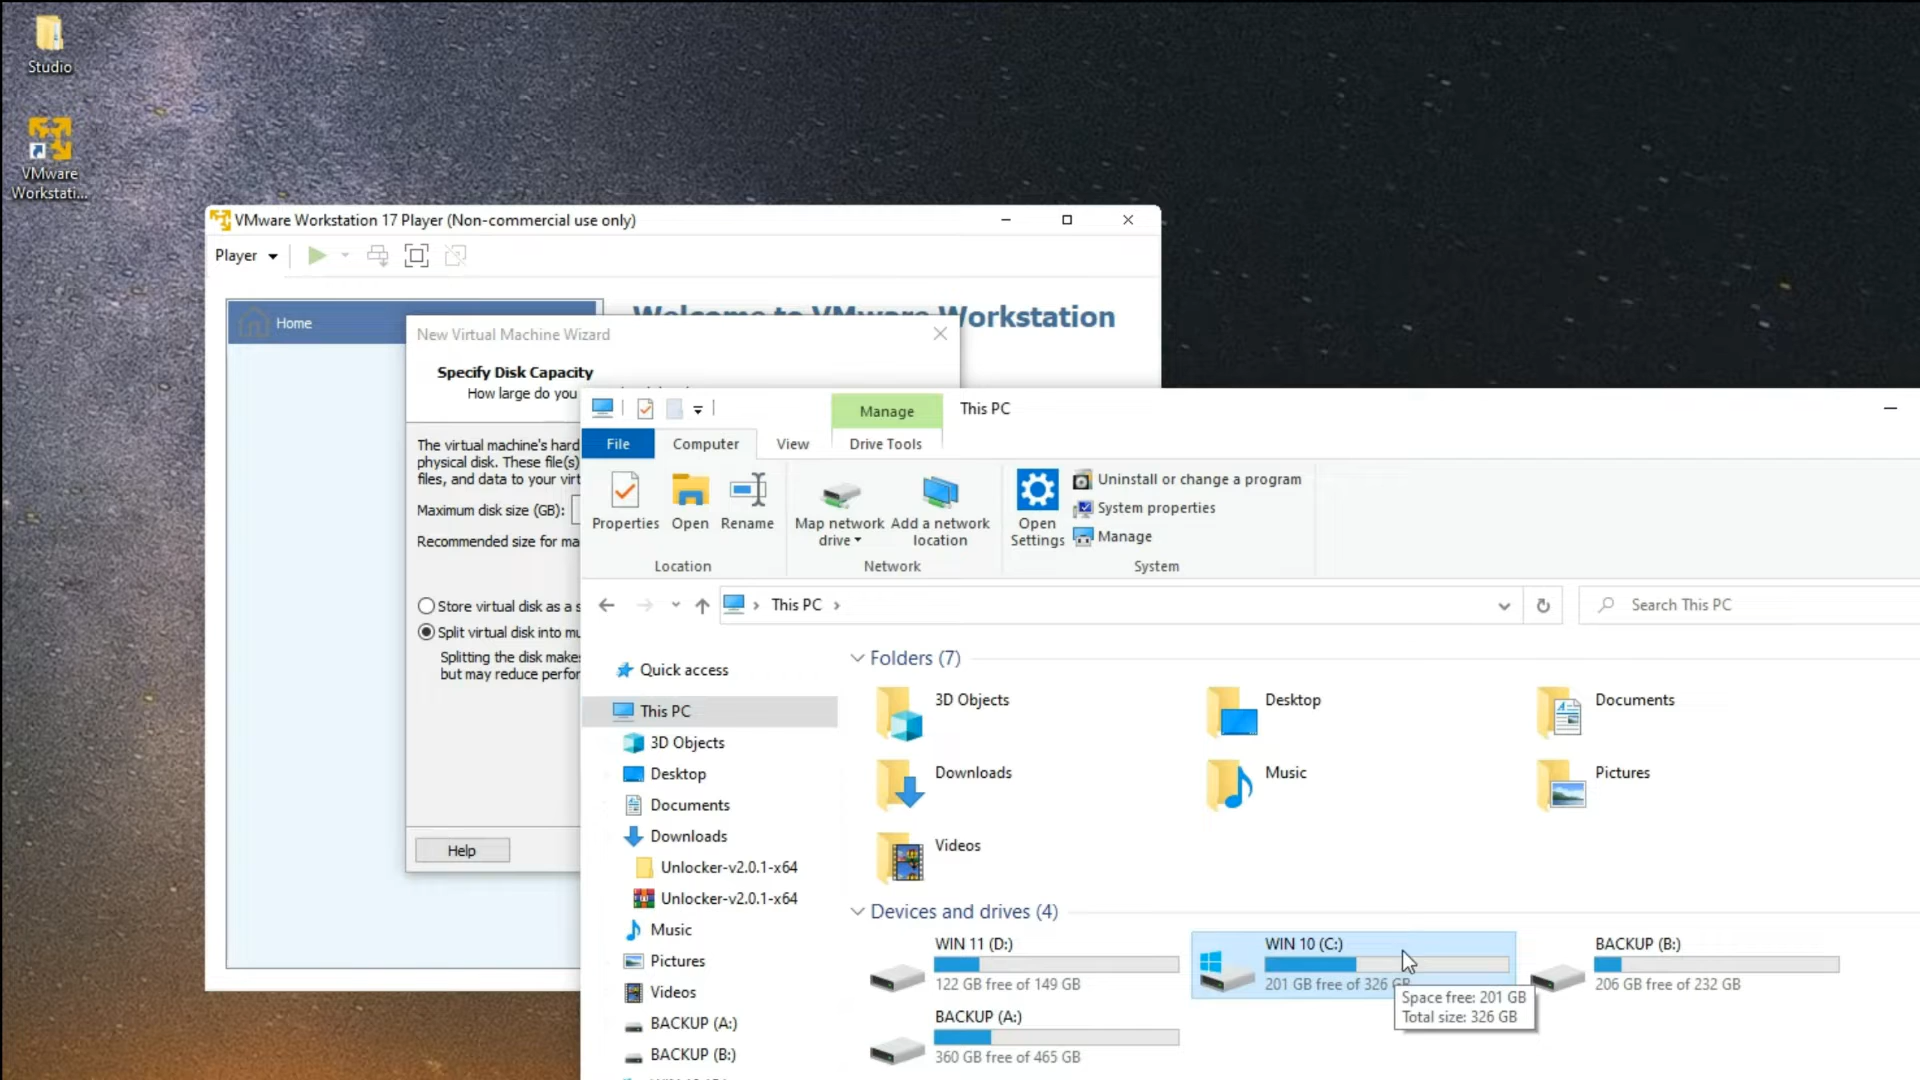 Studio
VMware
Workstati...
VMware Workstation 17 Player (Non-commercial use only)
Player
Home
Welcome to VMware Workstation
New Virtual Machine Wizard
Specify Disk Capacity
How large do you
The virtual machine's hard
physical disk. These file(s)
files, and data to your virt
Maximum disk size (GB):
Recommended size for ma
Store virtual disk as a s
Split virtual disk into mu
Splitting the disk makes
but may reduce perfor
Help
Manage
This PC
File
Computer
View
Drive Tools
Properties
Open
Rename
Map network
drive
Add a network
location
Open
Settings
Uninstall or change a program
System properties
Manage
Location
Network
System
This PC
Search This PC
Quick access
This PC
3D Objects
Desktop
Documents
Downloads
Unlocker-v2.0.1-x64
Unlocker-v2.0.1-x64
Music
Pictures
Videos
BACKUP (A:)
BACKUP (B:)
Folders (7)
3D Objects
Desktop
Documents
Downloads
Music
Pictures
Videos
Devices and drives (4)
WIN 11 (D:)
122 GB free of 149 GB
WIN 10 (C:)
201 GB free of 326 GB
BACKUP (B:)
206 GB free of 232 GB
Space free: 201 GB
Total size: 326 GB
BACKUP (A:)
360 GB free of 465 GB